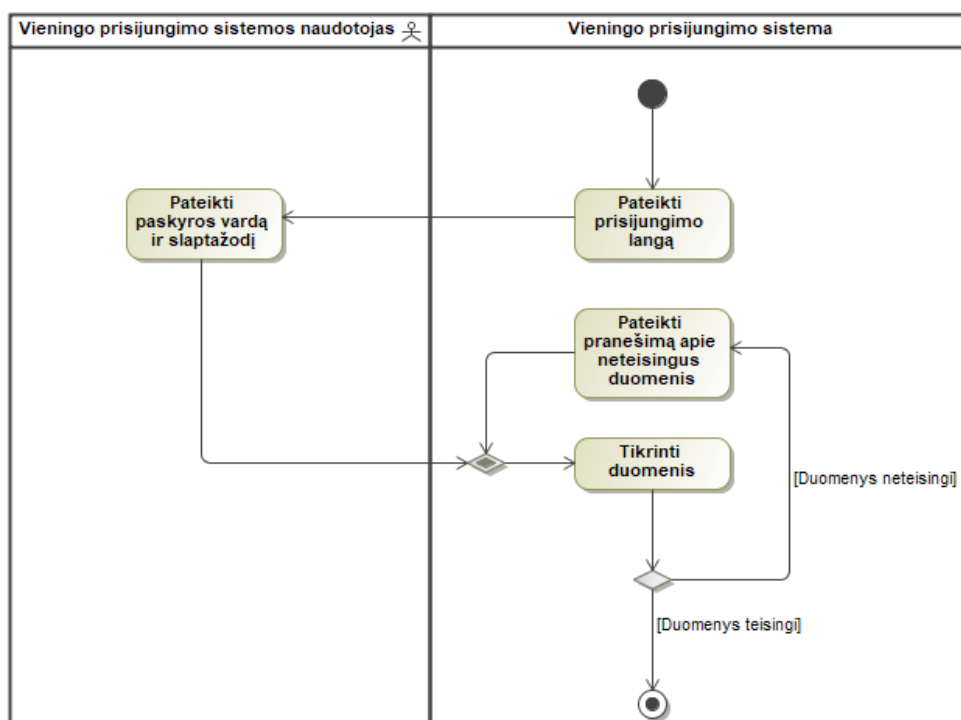 Vieningo prisijungimo sistemos naudotojas
Vieningo prisijungimo sistema
Pateikti
paskyros vardą
ir slaptažodį
Pateikti
prisijungimo
langą
Pateikti
pranešimą apie
neteisingus
duomenis
Tikrinti
duomenis
[Duomenys neteisingi]
[Duomenys teisingi]